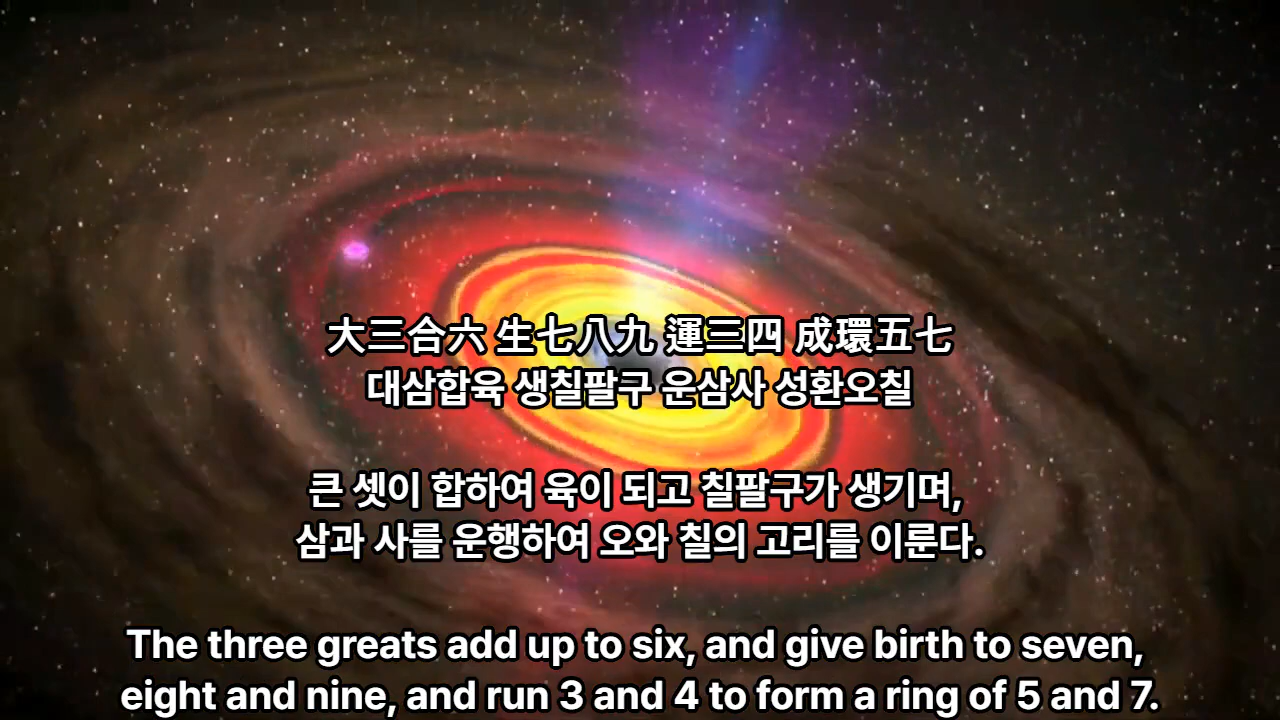 大三合六 生七八九 運三四 成環五七
대삼합육 생칠팔구 운삼사 성환오칠
큰 셋이 합하여 육이 되고 칠팔구가 생기며,
삼과 사를 운행하여 오와 칠의 고리를 이룬다.
The three greats add up to six, and give birth to seven,
eight and nine, and run 3 and 4 to form a ring of 5 and 7.